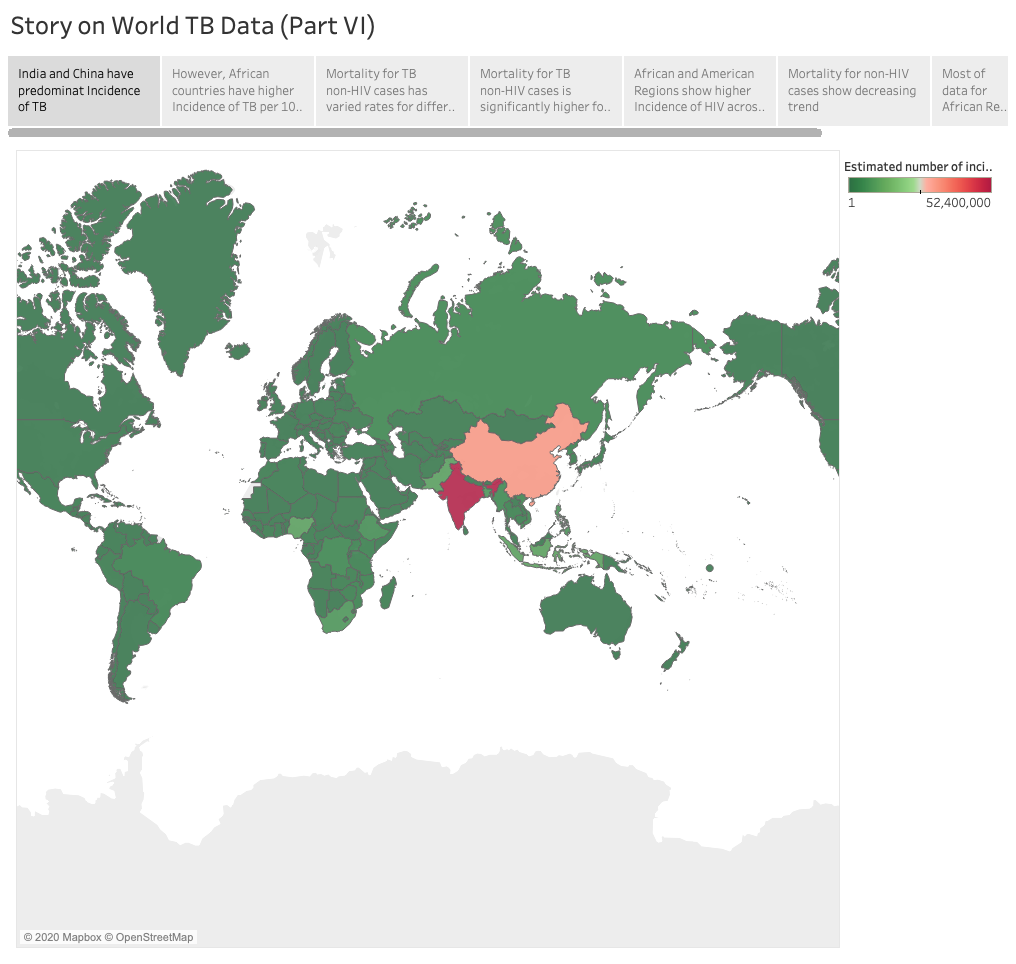 Story on World TB Data (Part VI)
India and China have
predominat Incidence
of TB
However, African
countries have higher
Incidence of TB per 10..
Mortality for TB
non-HIV cases has
varied rates for differ..
Mortality for TB
non-HIV cases is
significantly higher fo..
African and American
Regions show higher
Incidence of HIV acros..
Mortality for non-HIV
cases show decreasing
trend
Most of
data for
African Re..
Estimated number of inci..
1 52,400,000
© 2020 Mapbox © OpenStreetMap